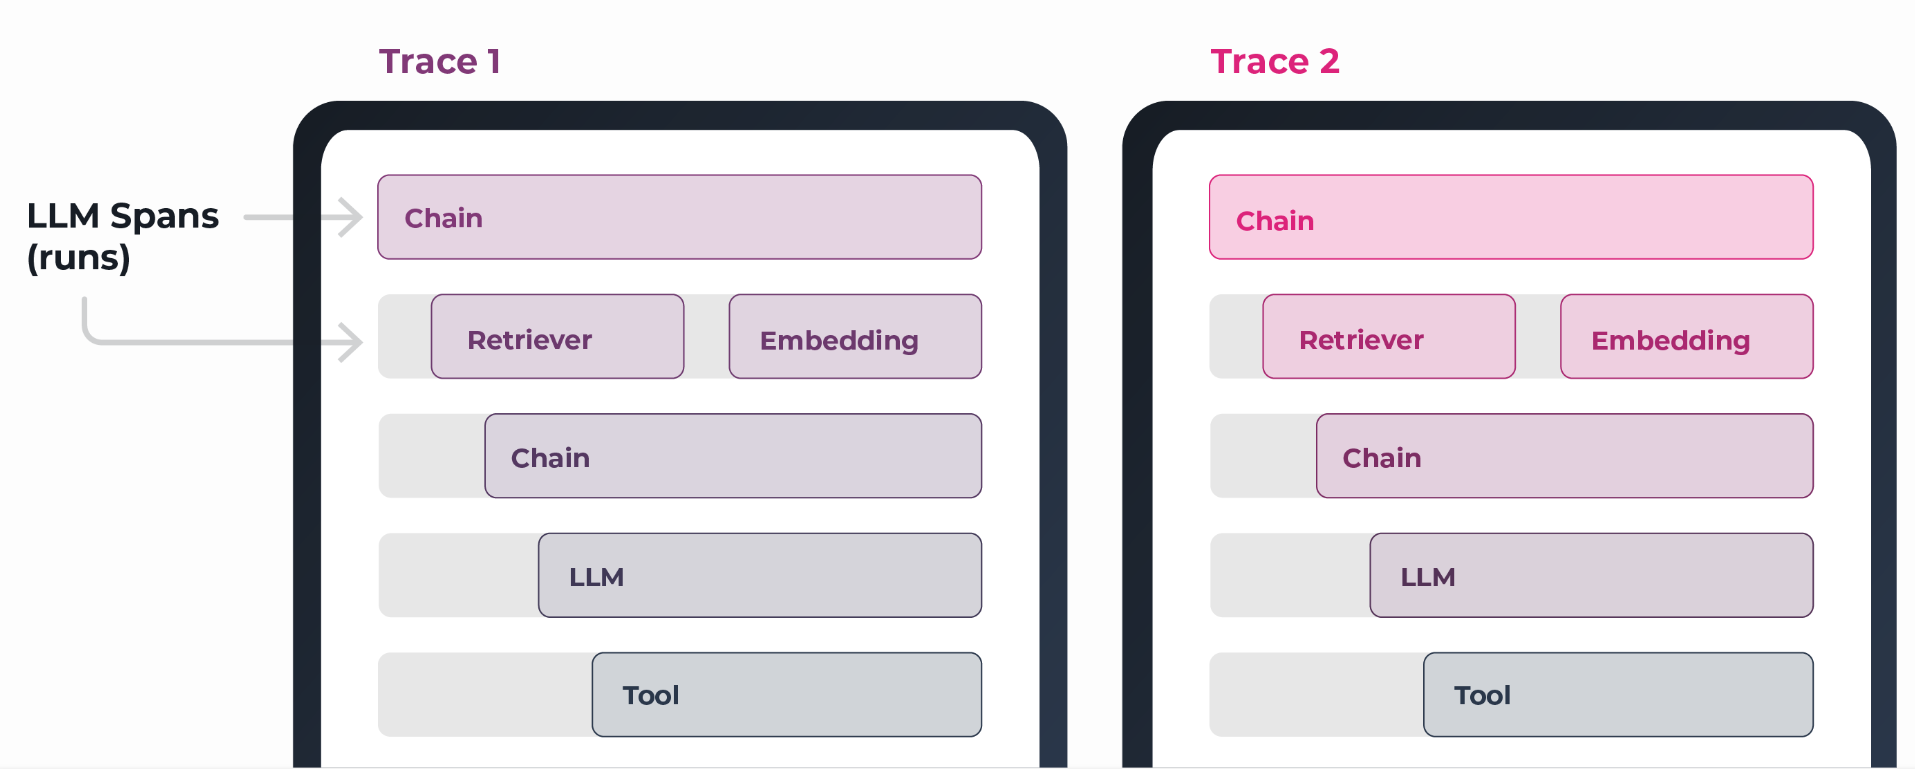 Trace 1
Trace 2
LLM Spans
(runs)
Chain
Retriever
Embedding
Chain
LLM
Tool
Chain
Retriever
Embedding
Chain
LLM
Tool